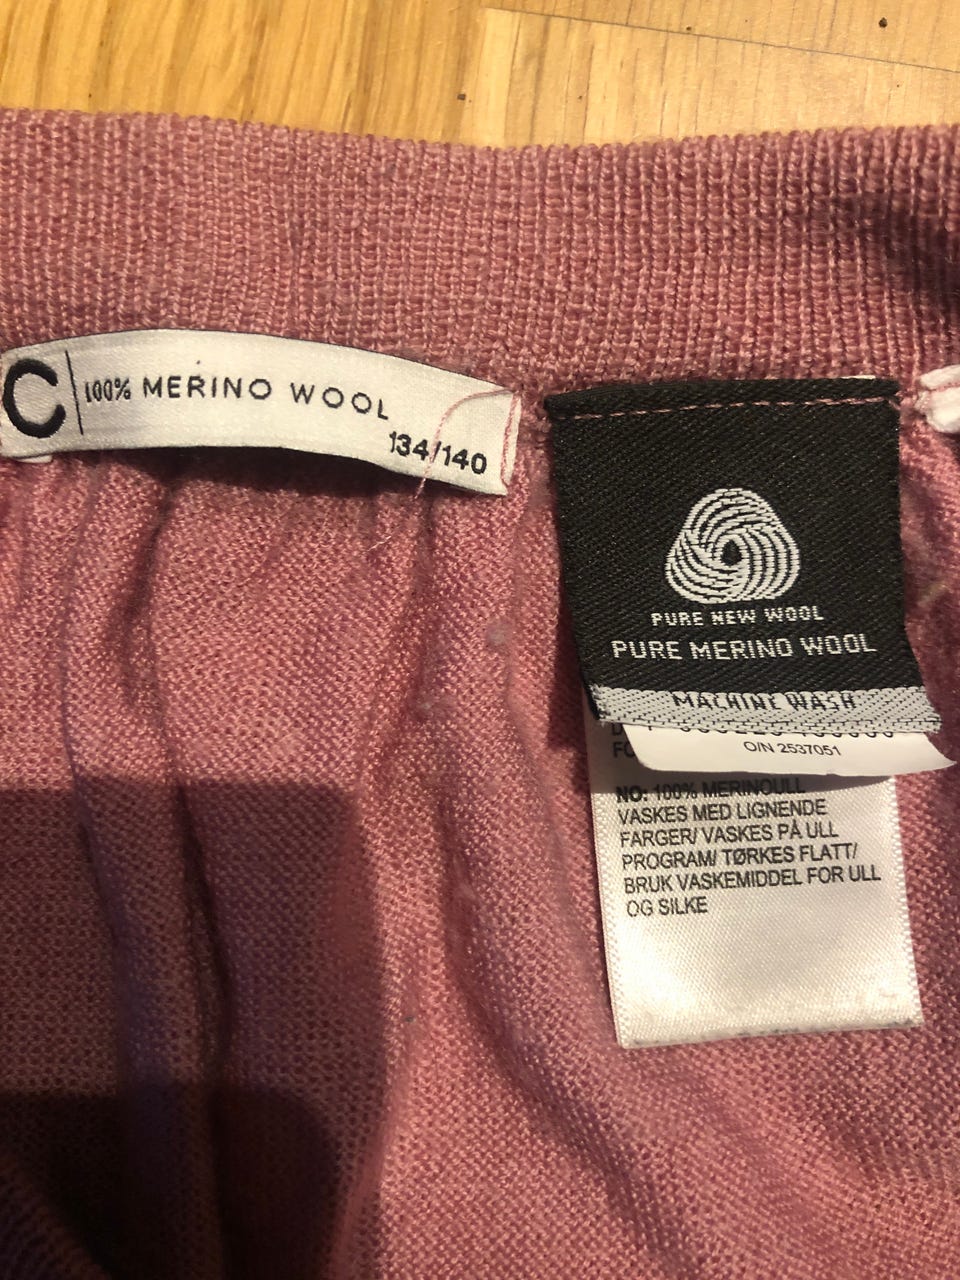 C 100% MERINO WOOL
134/140
PURE NEW WOOL
PURE MERINO WOOL
MACHINE WASH
O/N 2537051
NO: 100% MERINOULL
VASKES MED LIGNENDE
FARGER/ VASKES PÅ ULL
PROGRAM/ TØRKES FLATT/
BRUK VASKEMIDDEL FOR ULL
OG SILKE